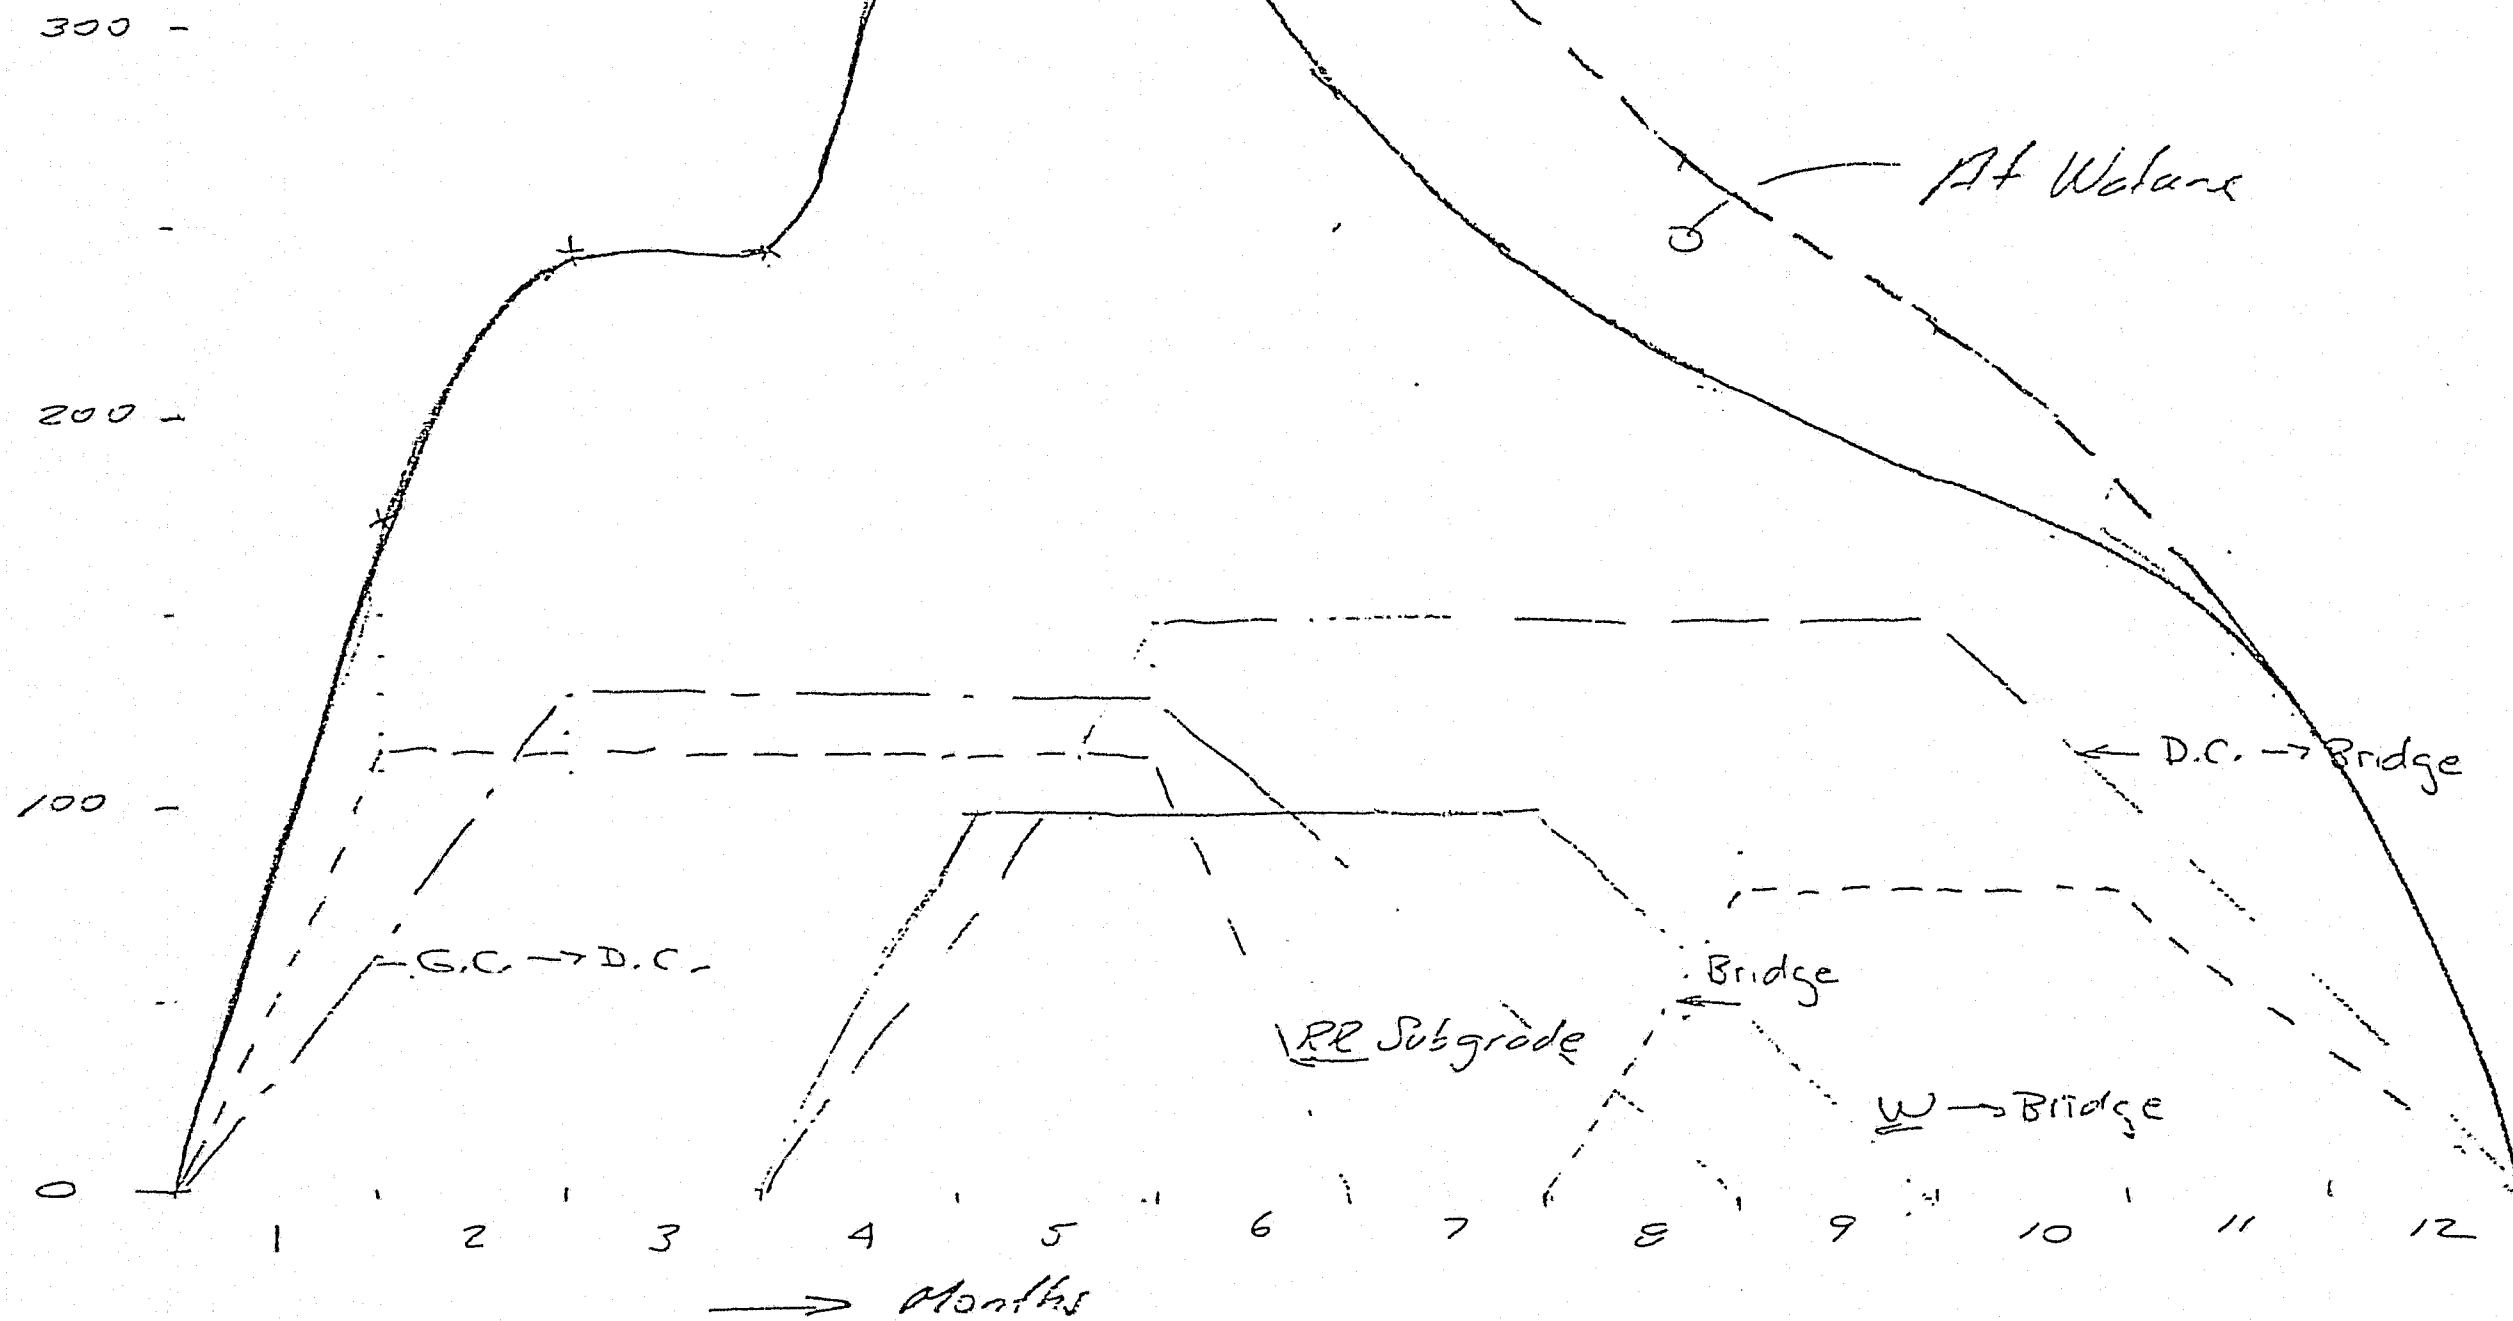 300
At Watana
200
D.C. → Bridge
100
G.C. → D.C.
Bridge
RR Subgrade
W → Bridge
0
1 2 3 4 5 6 7 8 9 10 11 12
→ Months